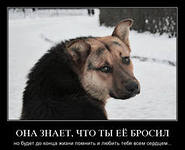 ОНА ЗНАЕТ, ЧТО ТЫ ЕЁ БРОСИЛ
но будет до конца жизни помнить и любить тебя всем сердцем...